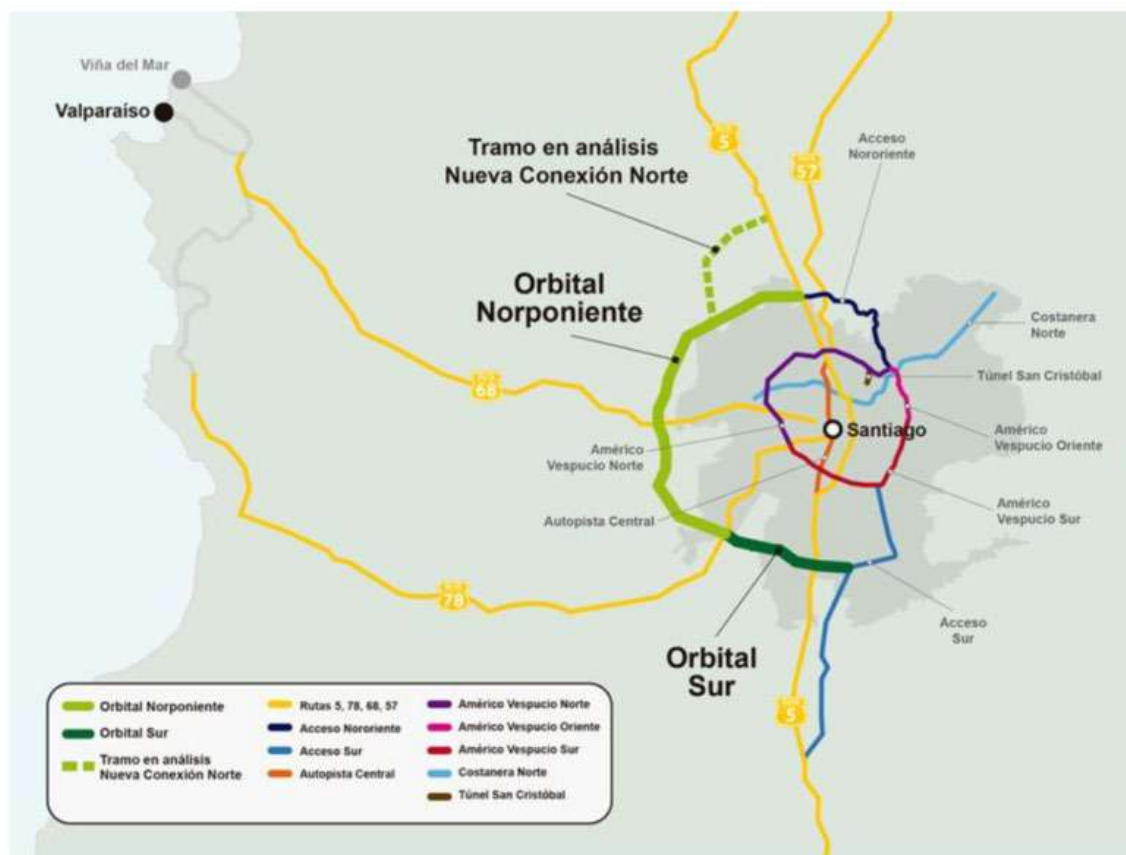 Viña del Mar
Valparaíso
Tramo en análisis
Nueva Conexión Norte
5
57
Acceso
Nororiente
Orbital
Norponiente
Costanera
Norte
Túnel San Cristóbal
68
Santiago
Américo
Vespucio Norte
Américo
Vespucio Oriente
Autopista Central
Américo
Vespucio Sur
78
Acceso
Sur
Orbital
Sur
5
Orbital Norponiente
Orbital Sur
Tramo en análisis
Nueva Conexión Norte
Rutas 5, 78, 68, 57
Acceso Nororiente
Acceso Sur
Autopista Central
Américo Vespucio Norte
Américo Vespucio Oriente
Américo Vespucio Sur
Costanera Norte
Túnel San Cristóbal